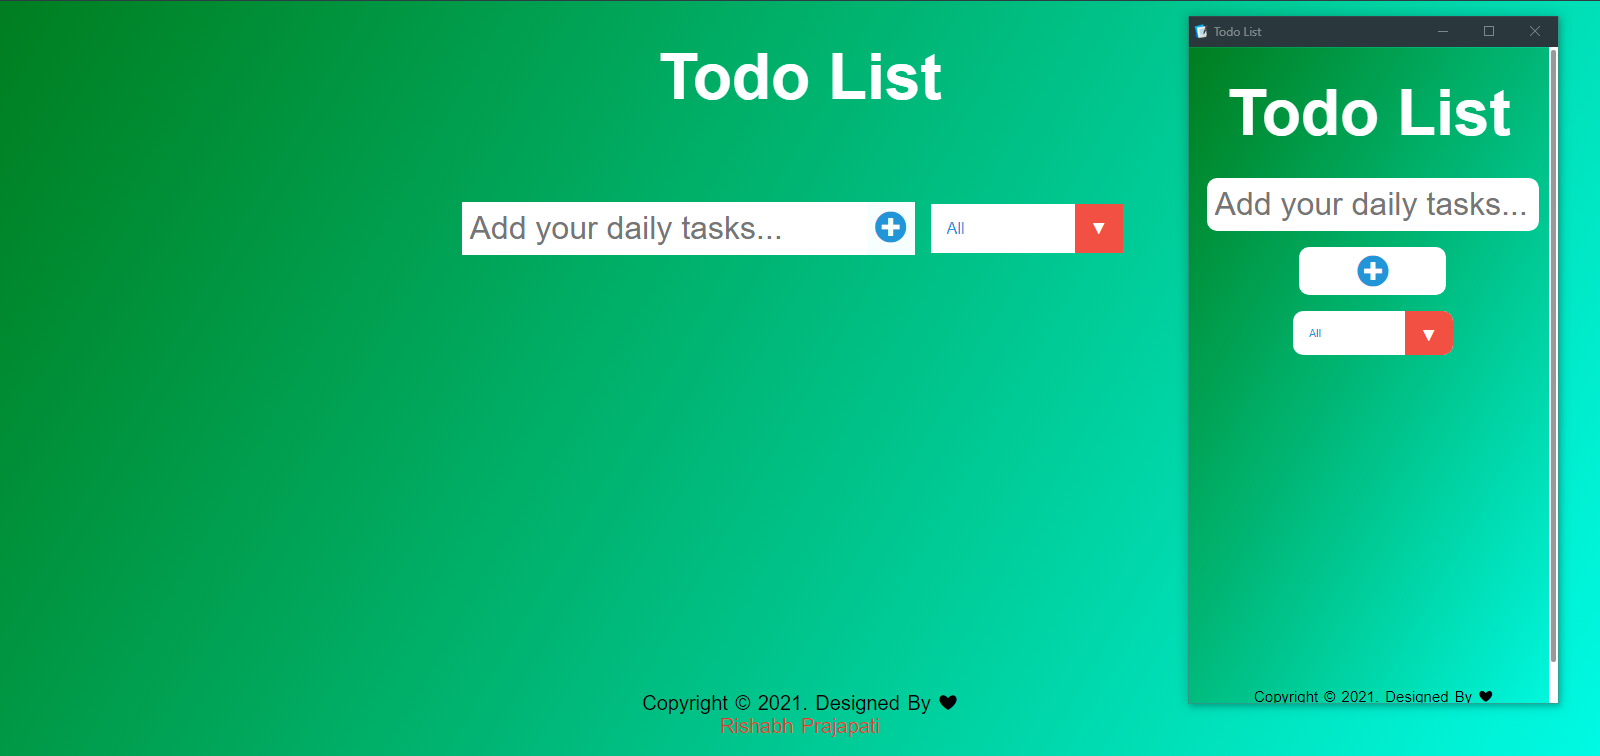 Todo List
Add your daily tasks...
All
▼
Copyright © 2021. Designed By ♥
Rishabh Prajapati
Todo List
Todo List
Add your daily tasks...
All
▼
Copyright © 2021. Designed By ♥